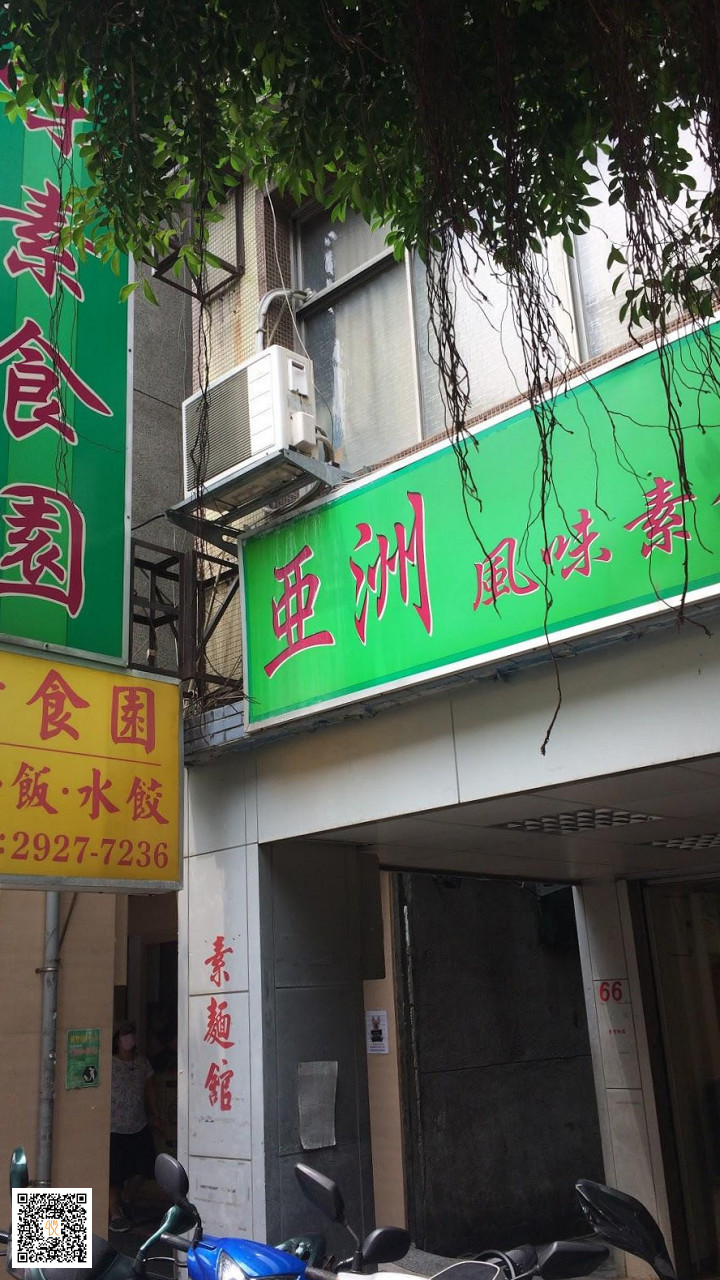 素食園
食園
飯·水餃
:2927-7236
亞洲 風味素
素麵館
66